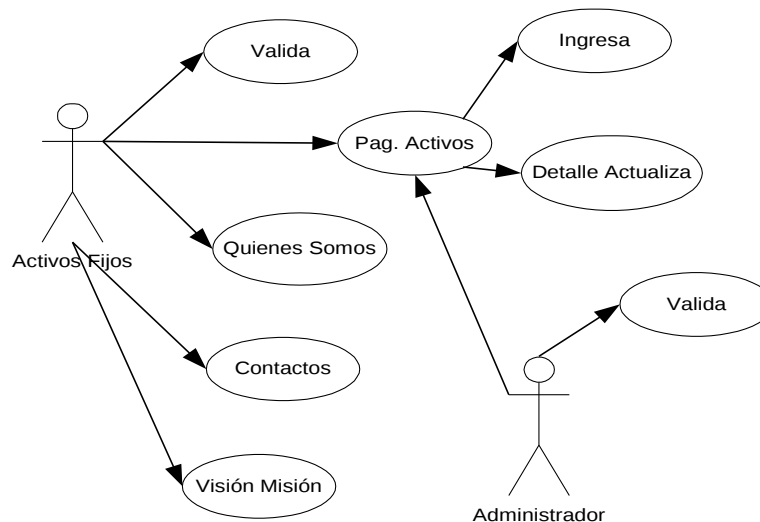 Ingresa
Valida
Pag. Activos
Detalle Actualiza
Quienes Somos
Activos Fijos
Valida
Contactos
Visión Misión
Administrador